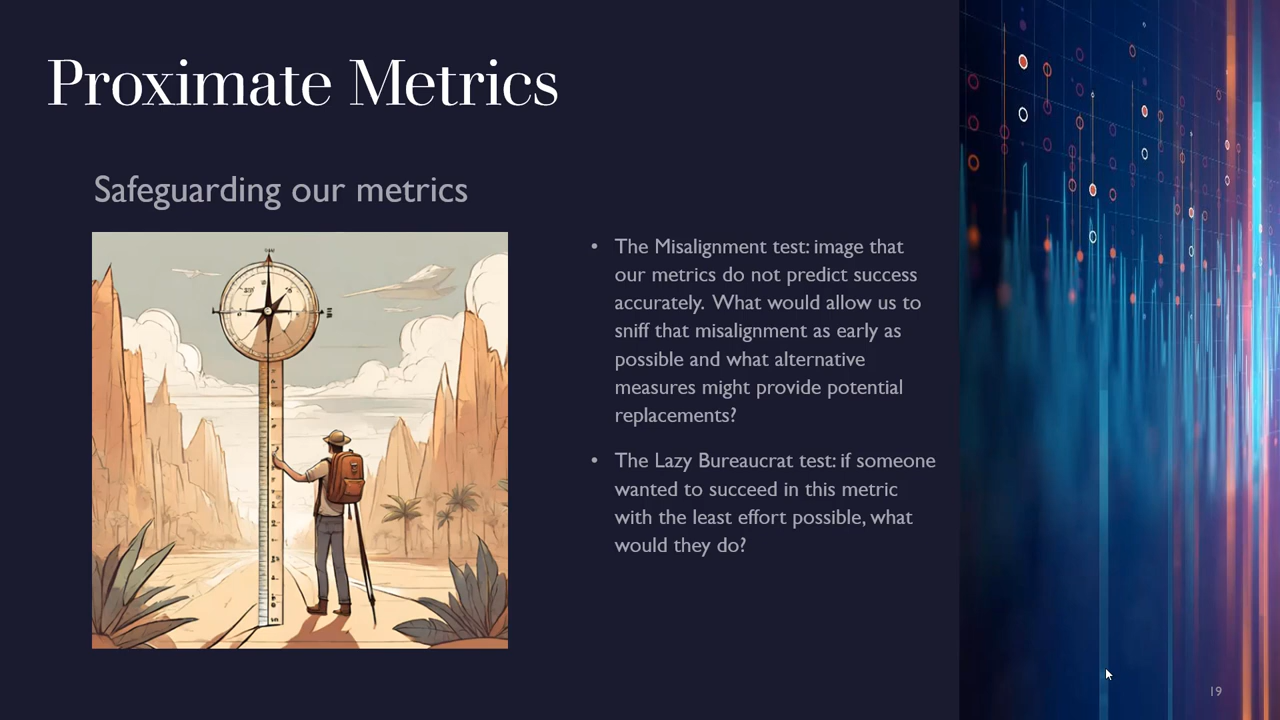 Proximate Metrics
Safeguarding our metrics
• The Misalignment test: image that
our metrics do not predict success
accurately. What would allow us to
sniff that misalignment as early as
possible and what alternative
measures might provide potential
replacements?
• The Lazy Bureaucrat test: if someone
wanted to succeed in this metric
with the least effort possible, what
would they do?
19